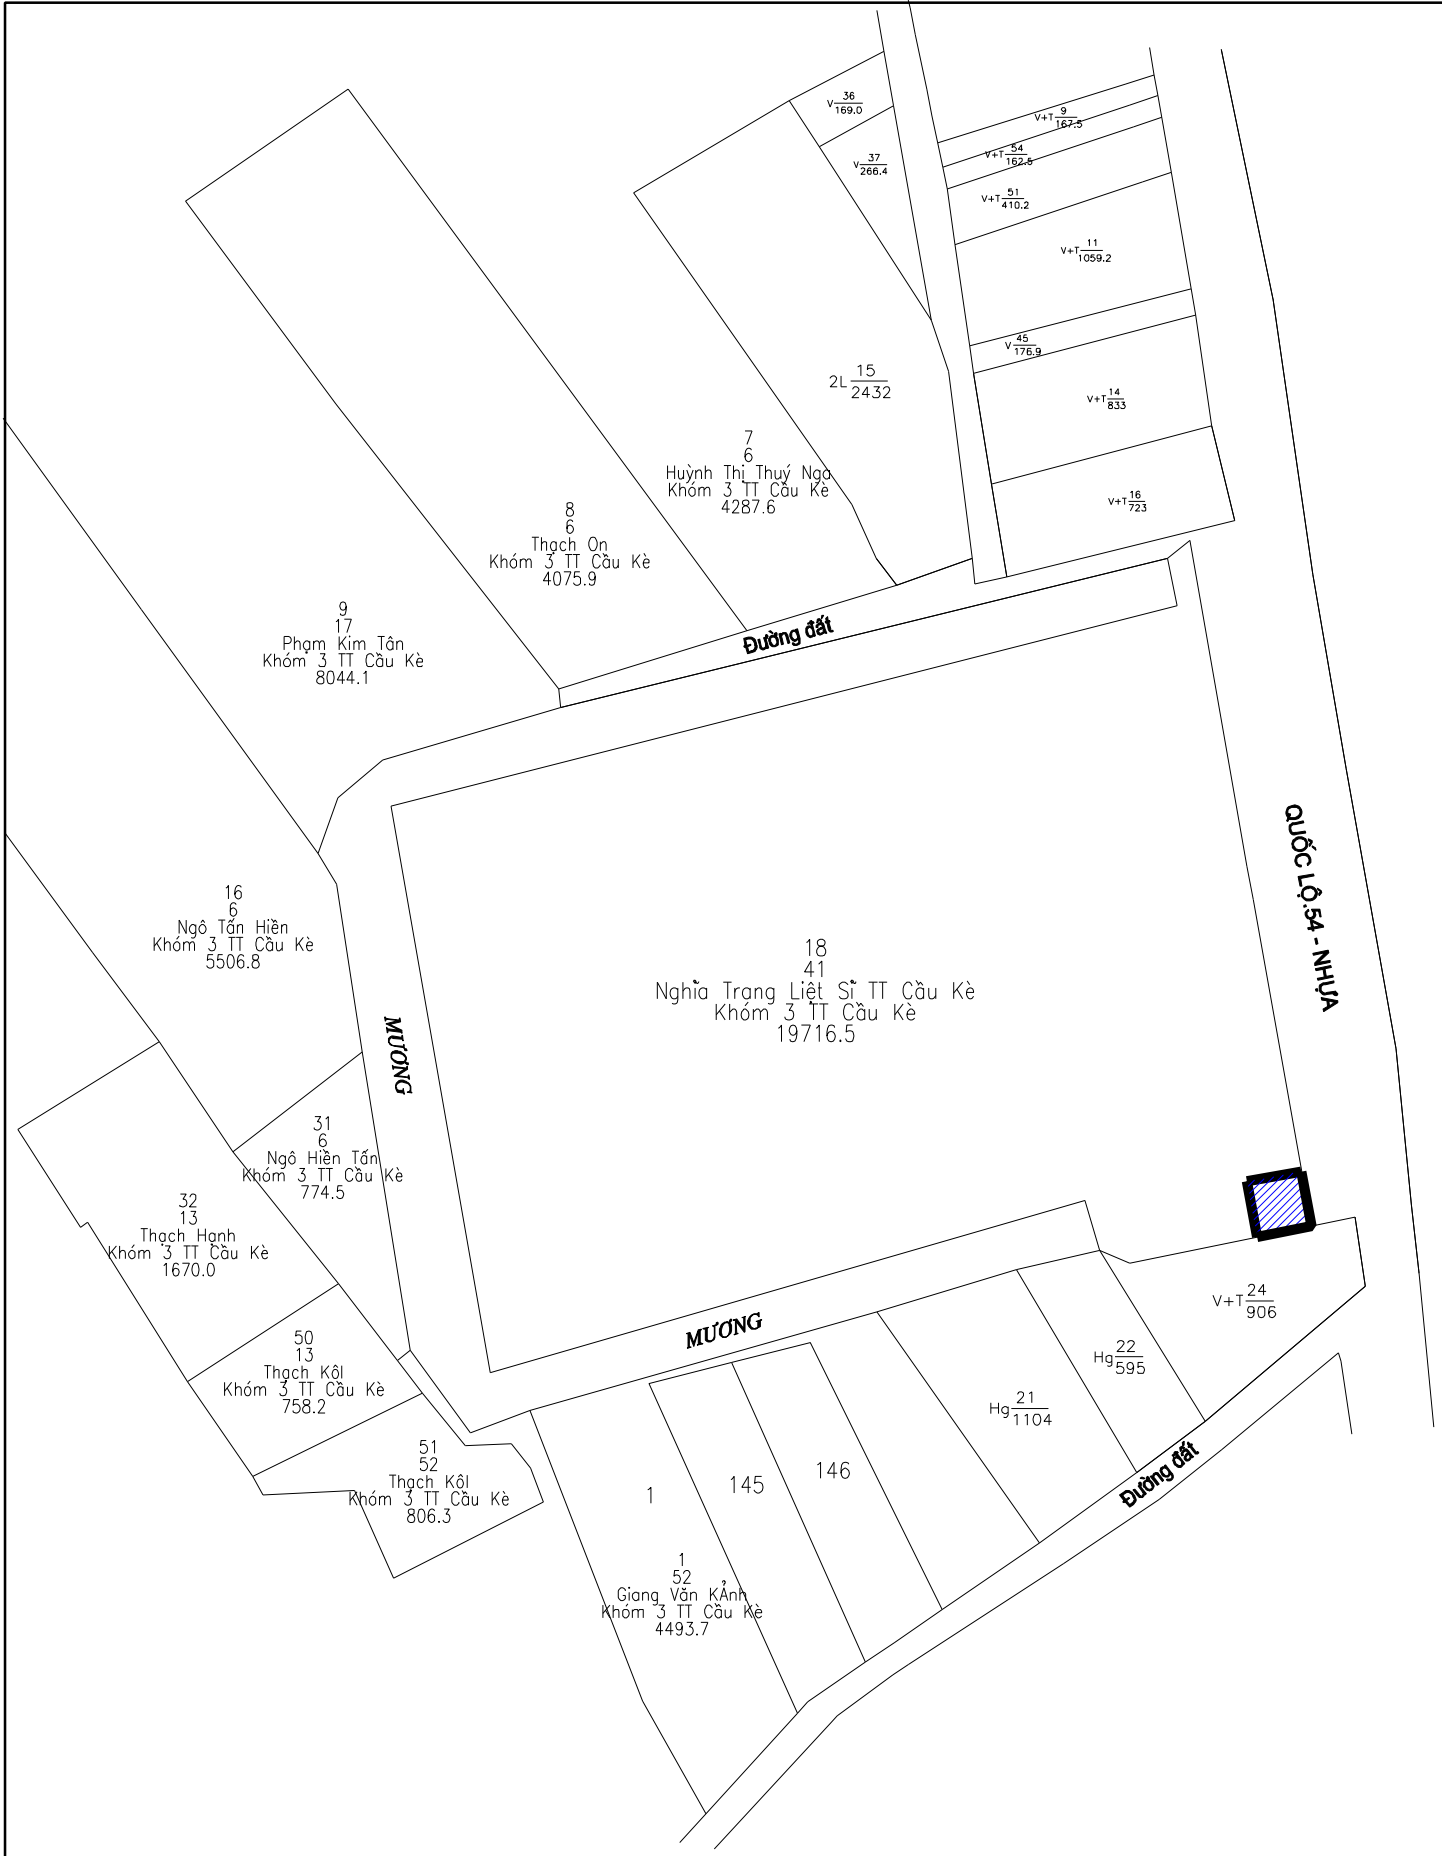 V 36
169.0
V 37
266.4
V+T 9
167.5
V+T 54
162.5
V+T 51
410.2
V+T 11
1059.2
V 45
176.9
V+T 14
833
V+T 16
723
2L 15
2432
7
6
Huỳnh Thị Thuý Nga
Khóm 3 TT Cầu Kè
4287.6
8
6
Thạch On
Khóm 3 TT Cầu Kè
4075.9
9
17
Phạm Kim Tân
Khóm 3 TT Cầu Kè
8044.1
Đường đất
16
6
Ngô Tấn Hiền
Khóm 3 TT Cầu Kè
5506.8
18
41
Nghĩa Trang Liệt Sĩ TT Cầu Kè
Khóm 3 TT Cầu Kè
19716.5
QUỐC LỘ.54 - NHỰA
MƯƠNG
31
6
Ngô Hiền Tấn
Khóm 3 TT Cầu Kè
774.5
32
13
Thạch Hạnh
Khóm 3 TT Cầu Kè
1670.0
50
13
Thạch Kôl
Khóm 3 TT Cầu Kè
758.2
51
52
Thạch Kôl
Khóm 3 TT Cầu Kè
806.3
MƯƠNG
V+T 24
906
Hg 22
595
Hg 21
1104
146
145
1
Đường đất
1
52
Giang Văn KẢnh
Khóm 3 TT Cầu Kè
4493.7